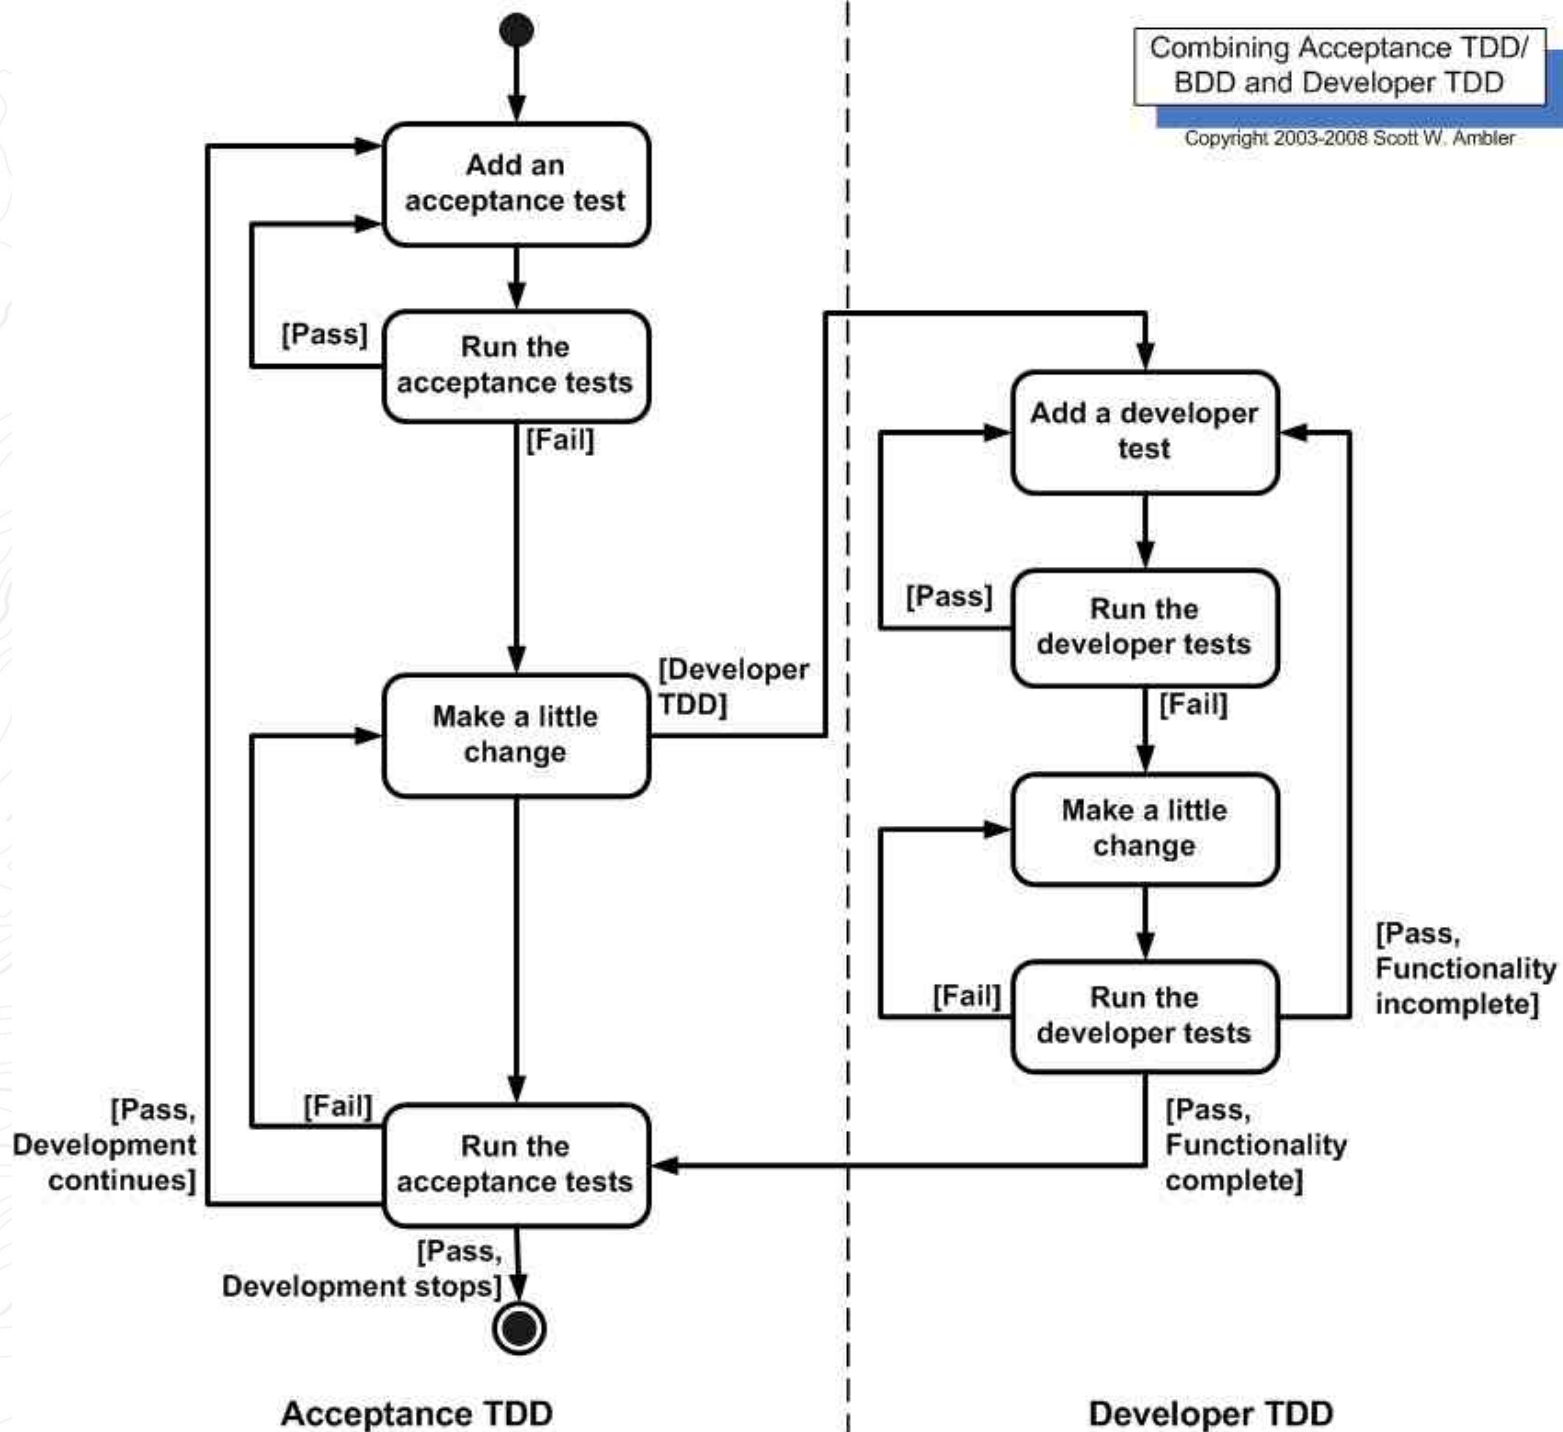 Combining Acceptance TDD/
BDD and Developer TDD
Copyright 2003-2008 Scott W. Ambler
Add an
acceptance test
[Pass]
Run the
acceptance tests
[Fail]
Make a little
change
[Developer
TDD]
[Fail]
[Pass,
Development
continues]
Run the
acceptance tests
[Pass,
Development stops]
Acceptance TDD
Add a developer
test
[Pass]
Run the
developer tests
[Fail]
Make a little
change
[Fail]
Run the
developer tests
[Pass,
Functionality
incomplete]
[Pass,
Functionality
complete]
Developer TDD